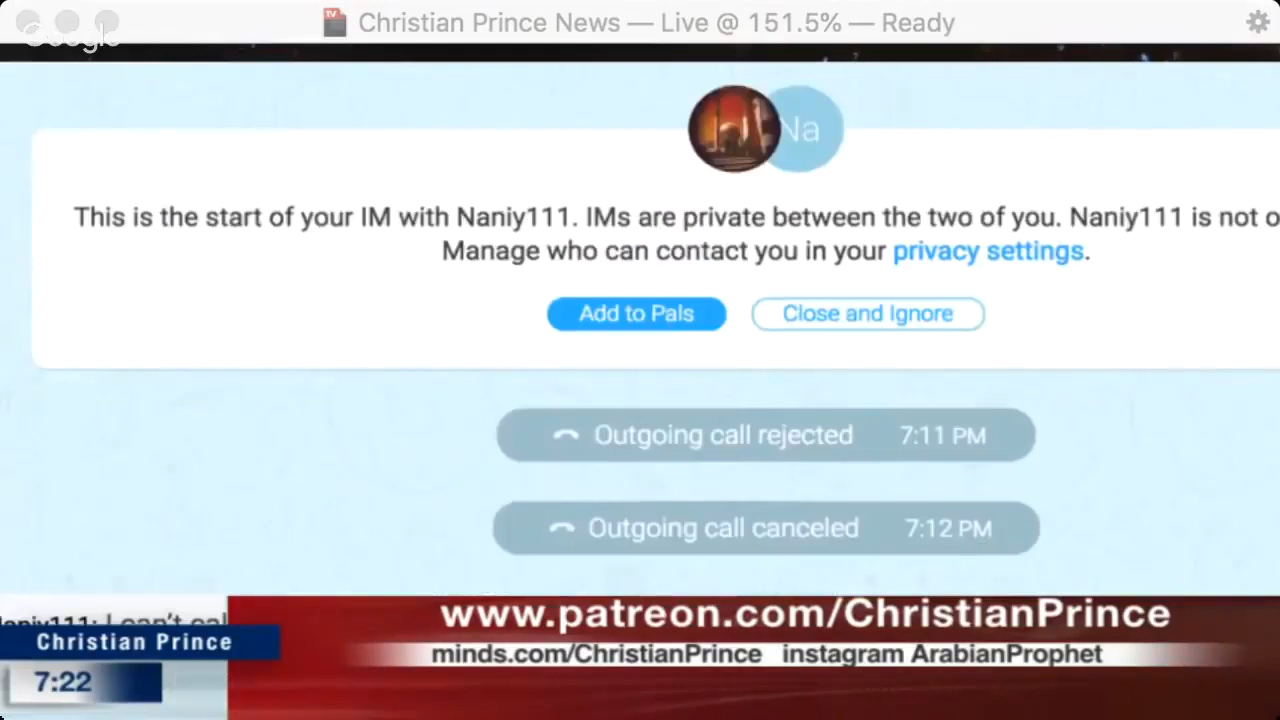 Christian Prince News — Live @ 151.5% — Ready
Google
TV
Na
This is the start of your IM with Naniy111. IMs are private between the two of you. Naniy111 is not o
Manage who can contact you in your privacy settings.
Add to Pals
Close and Ignore
Outgoing call rejected 7:11 PM
Outgoing call canceled 7:12 PM
www.patreon.com/ChristianPrince
Christian Prince
minds.com/ChristianPrince instagram ArabianProphet
7:22